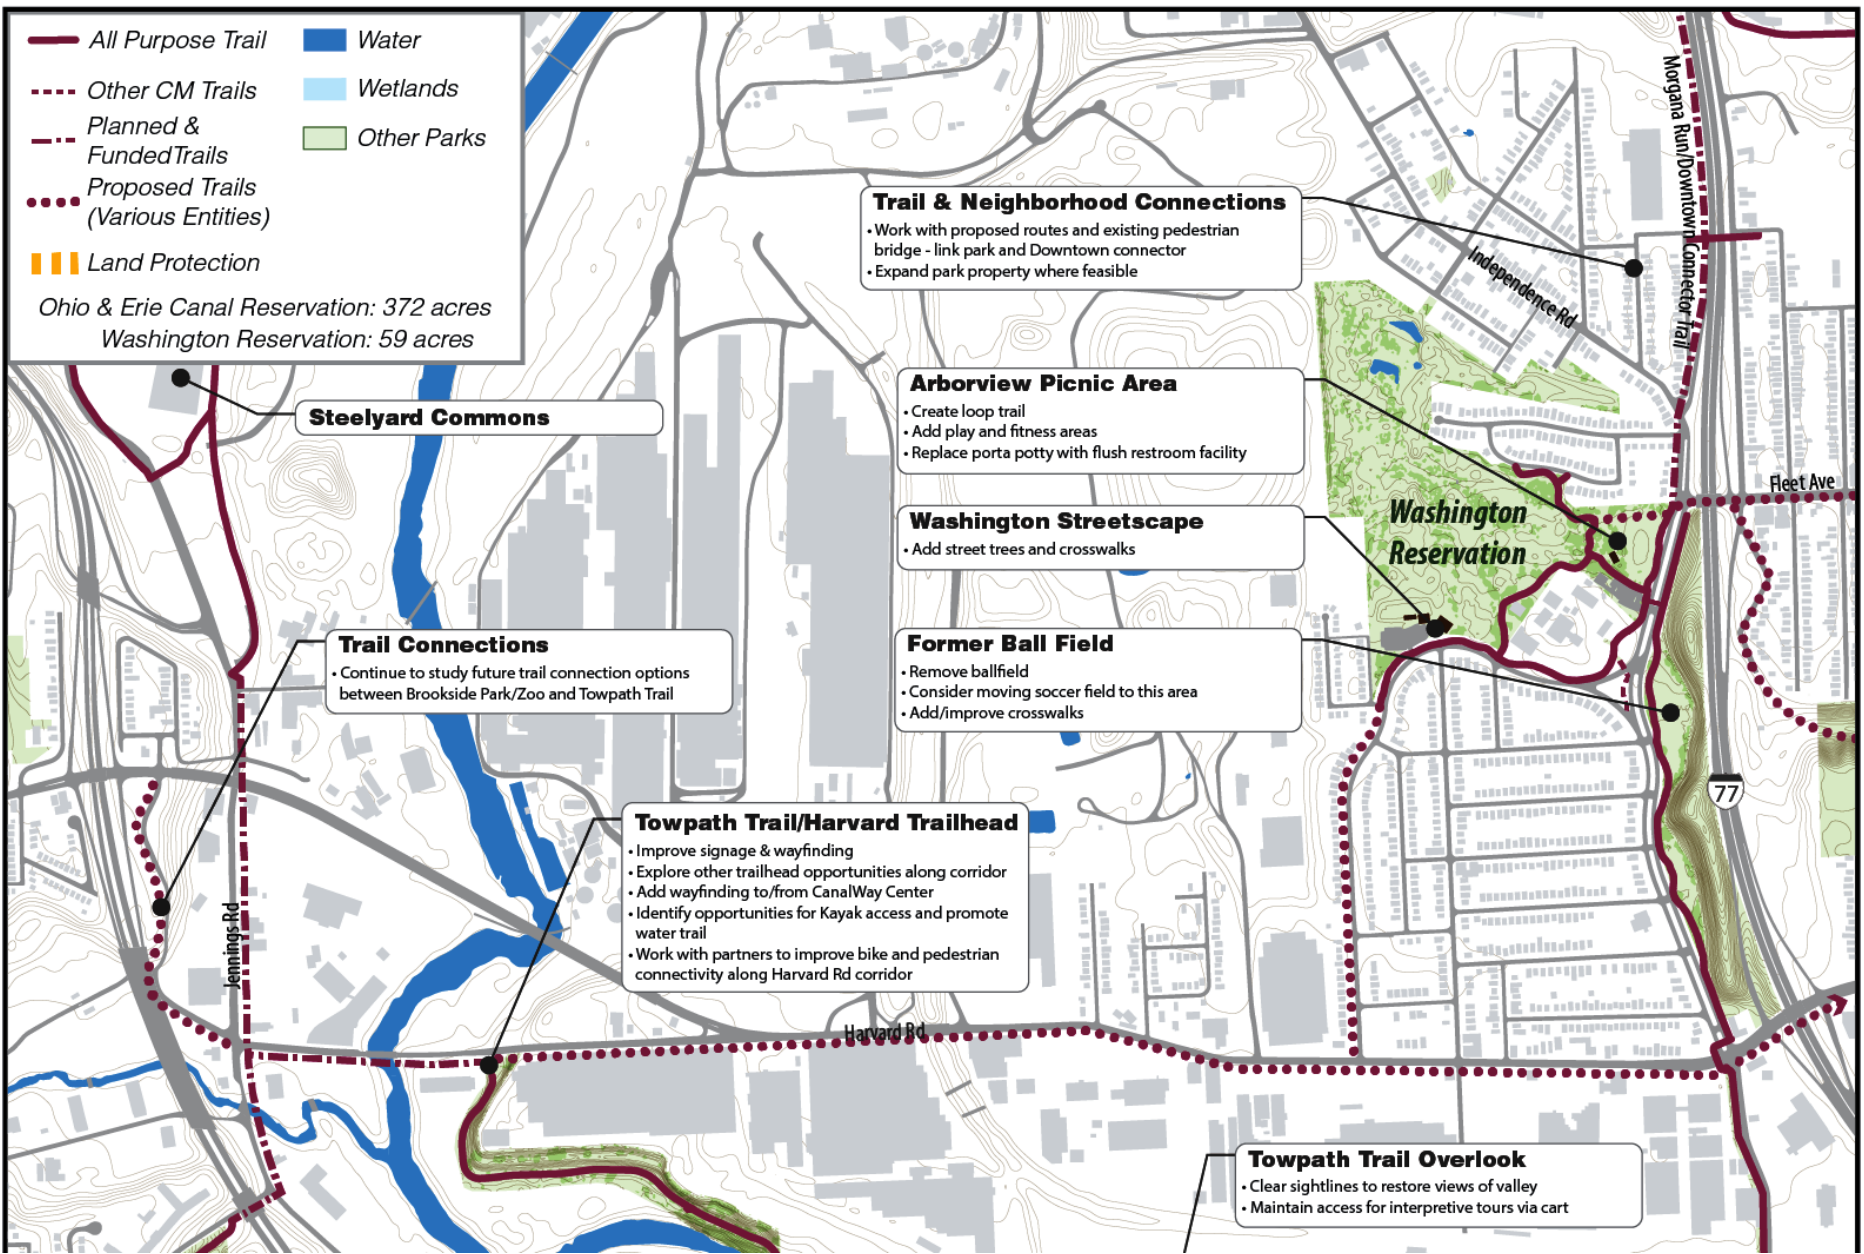 All Purpose Trail
Other CM Trails
Planned &
FundedTrails
Proposed Trails
(Various Entities)
Land Protection
Water
Wetlands
Other Parks
Ohio & Erie Canal Reservation: 372 acres
Washington Reservation: 59 acres
Morgana Run/Downtown Connector Trail
Trail & Neighborhood Connections
• Work with proposed routes and existing pedestrian
bridge - link park and Downtown connector
• Expand park property where feasible
Independence Rd
Steelyard Commons
Arborview Picnic Area
• Create loop trail
• Add play and fitness areas
• Replace porta potty with flush restroom facility
Fleet Ave
Washington
Reservation
Washington Streetscape
• Add street trees and crosswalks
Trail Connections
• Continue to study future trail connection options
between Brookside Park/Zoo and Towpath Trail
Former Ball Field
• Remove ballfield
• Consider moving soccer field to this area
• Add/improve crosswalks
77
Towpath Trail/Harvard Trailhead
• Improve signage & wayfinding
• Explore other trailhead opportunities along corridor
• Add wayfinding to/from CanalWay Center
• Identify opportunities for Kayak access and promote
water trail
• Work with partners to improve bike and pedestrian
connectivity along Harvard Rd corridor
Jennings Rd
Harvard Rd
Towpath Trail Overlook
• Clear sightlines to restore views of valley
• Maintain access for interpretive tours via cart